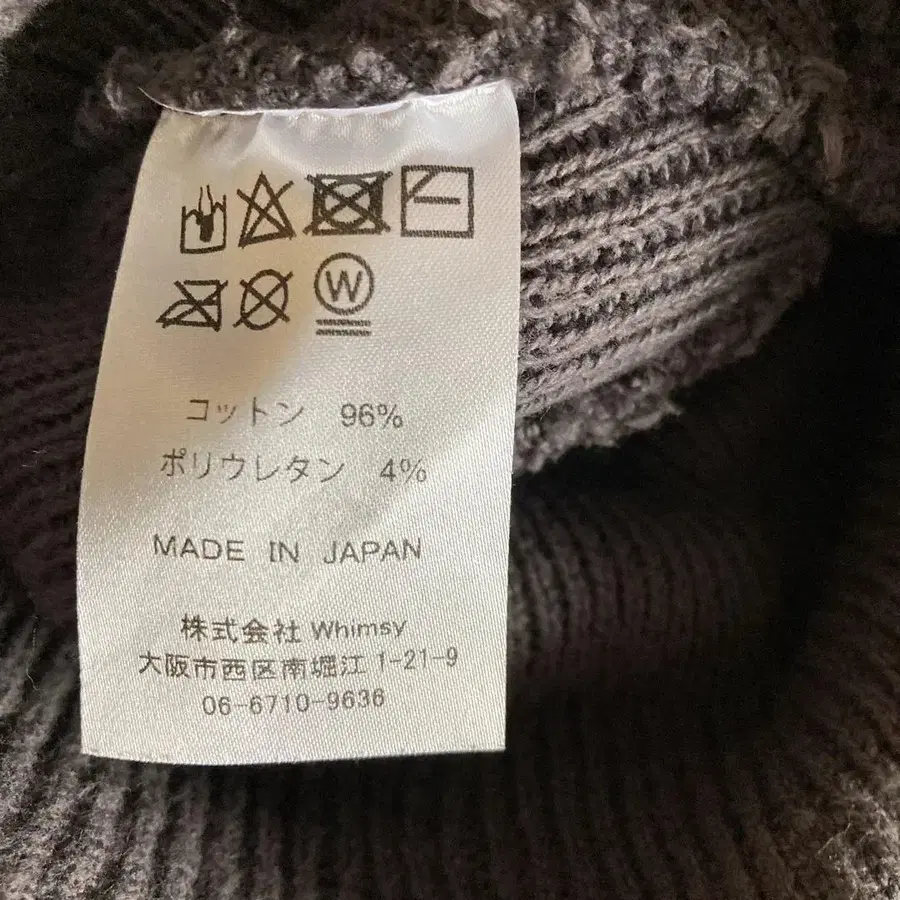 W
コットン 96%
ポリウレタン 4%
MADE IN JAPAN
株式会社 Whimsy
大阪市西区南堀江 1-21-9
06-6710-9636